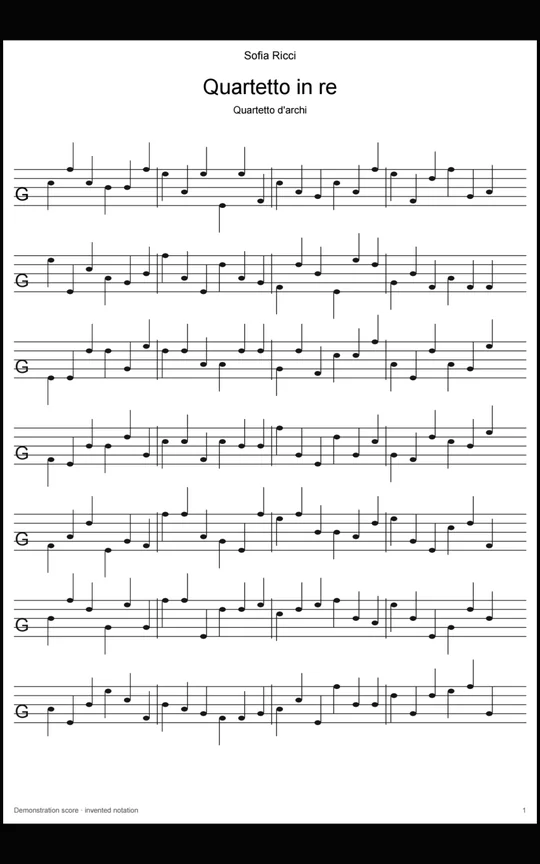 Sofia Ricci
Quartetto in re
Quartetto d'archi
G
G
G
G
G
G
G
Demonstration score · invented notation
1